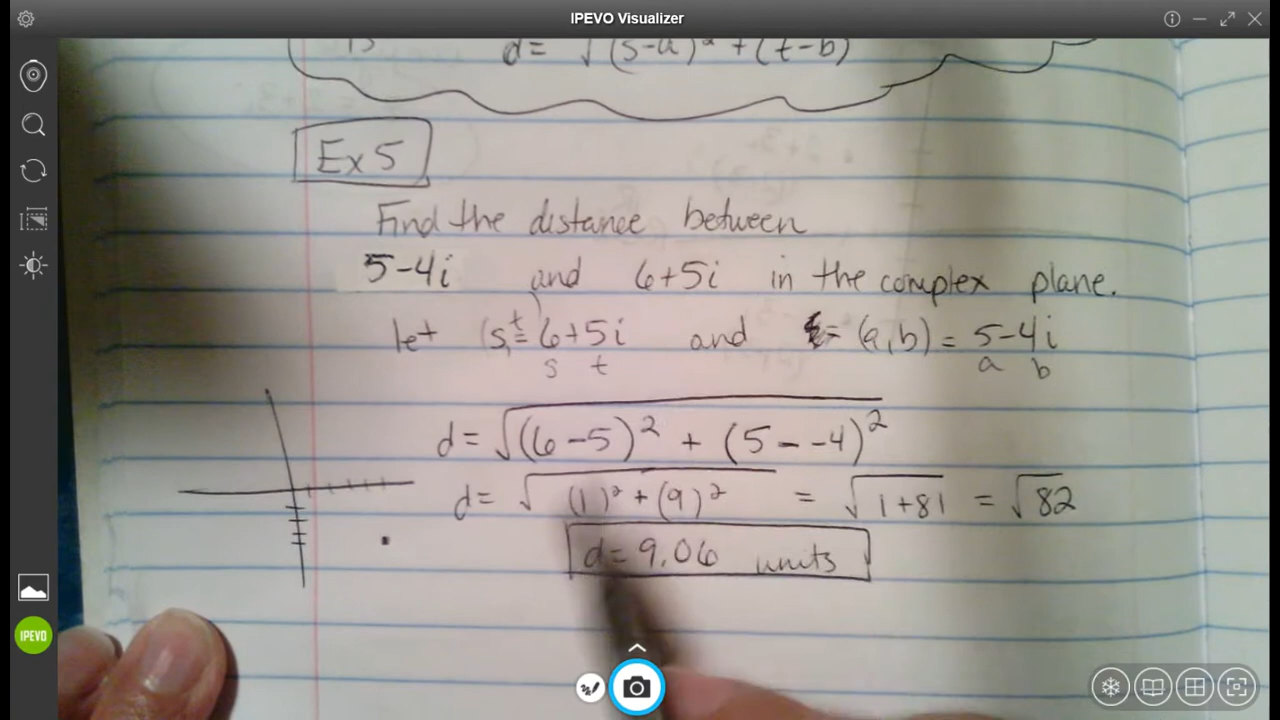 IPEVO Visualizer
is d= √(s-a)² + (t-b)
Ex 5
Find the distance between
5-4i and 6+5i in the complex plane.
let (s,t)= 6+5i and = (a,b) = 5-4i
s t a b
d= √(6-5)² + (5--4)²
d= √(1)² + (9)² = √1+81 = √82
d= 9.06 units
IPEVO